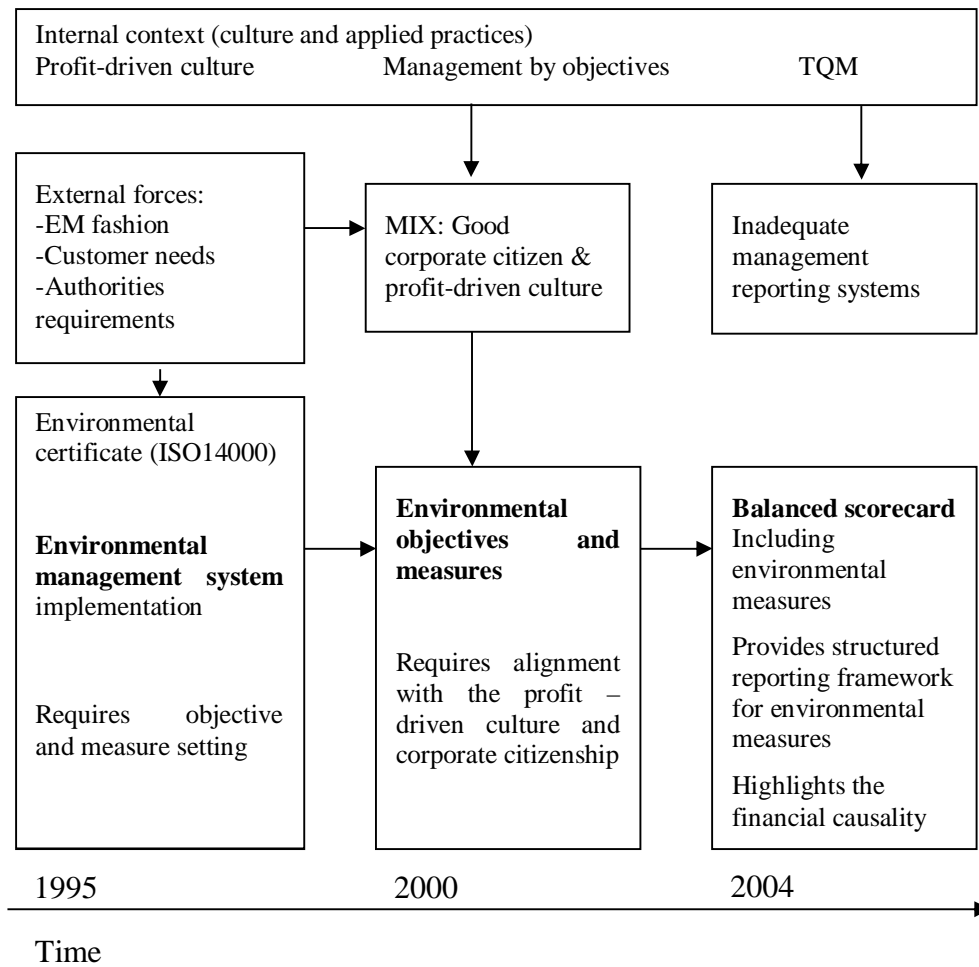 Internal context (culture and applied practices)
Profit-driven culture Management by objectives TQM
External forces:
-EM fashion
-Customer needs
-Authorities
requirements
MIX: Good
corporate citizen &
profit-driven culture
Inadequate
management
reporting systems
Environmental
certificate (ISO14000)
Environmental
management system
implementation
Requires objective
and measure setting
Environmental
objectives and
measures
Requires alignment
with the profit –
driven culture and
corporate citizenship
Balanced scorecard
Including
environmental
measures
Provides structured
reporting framework
for environmental
measures
Highlights the
financial causality
1995 2000 2004
Time